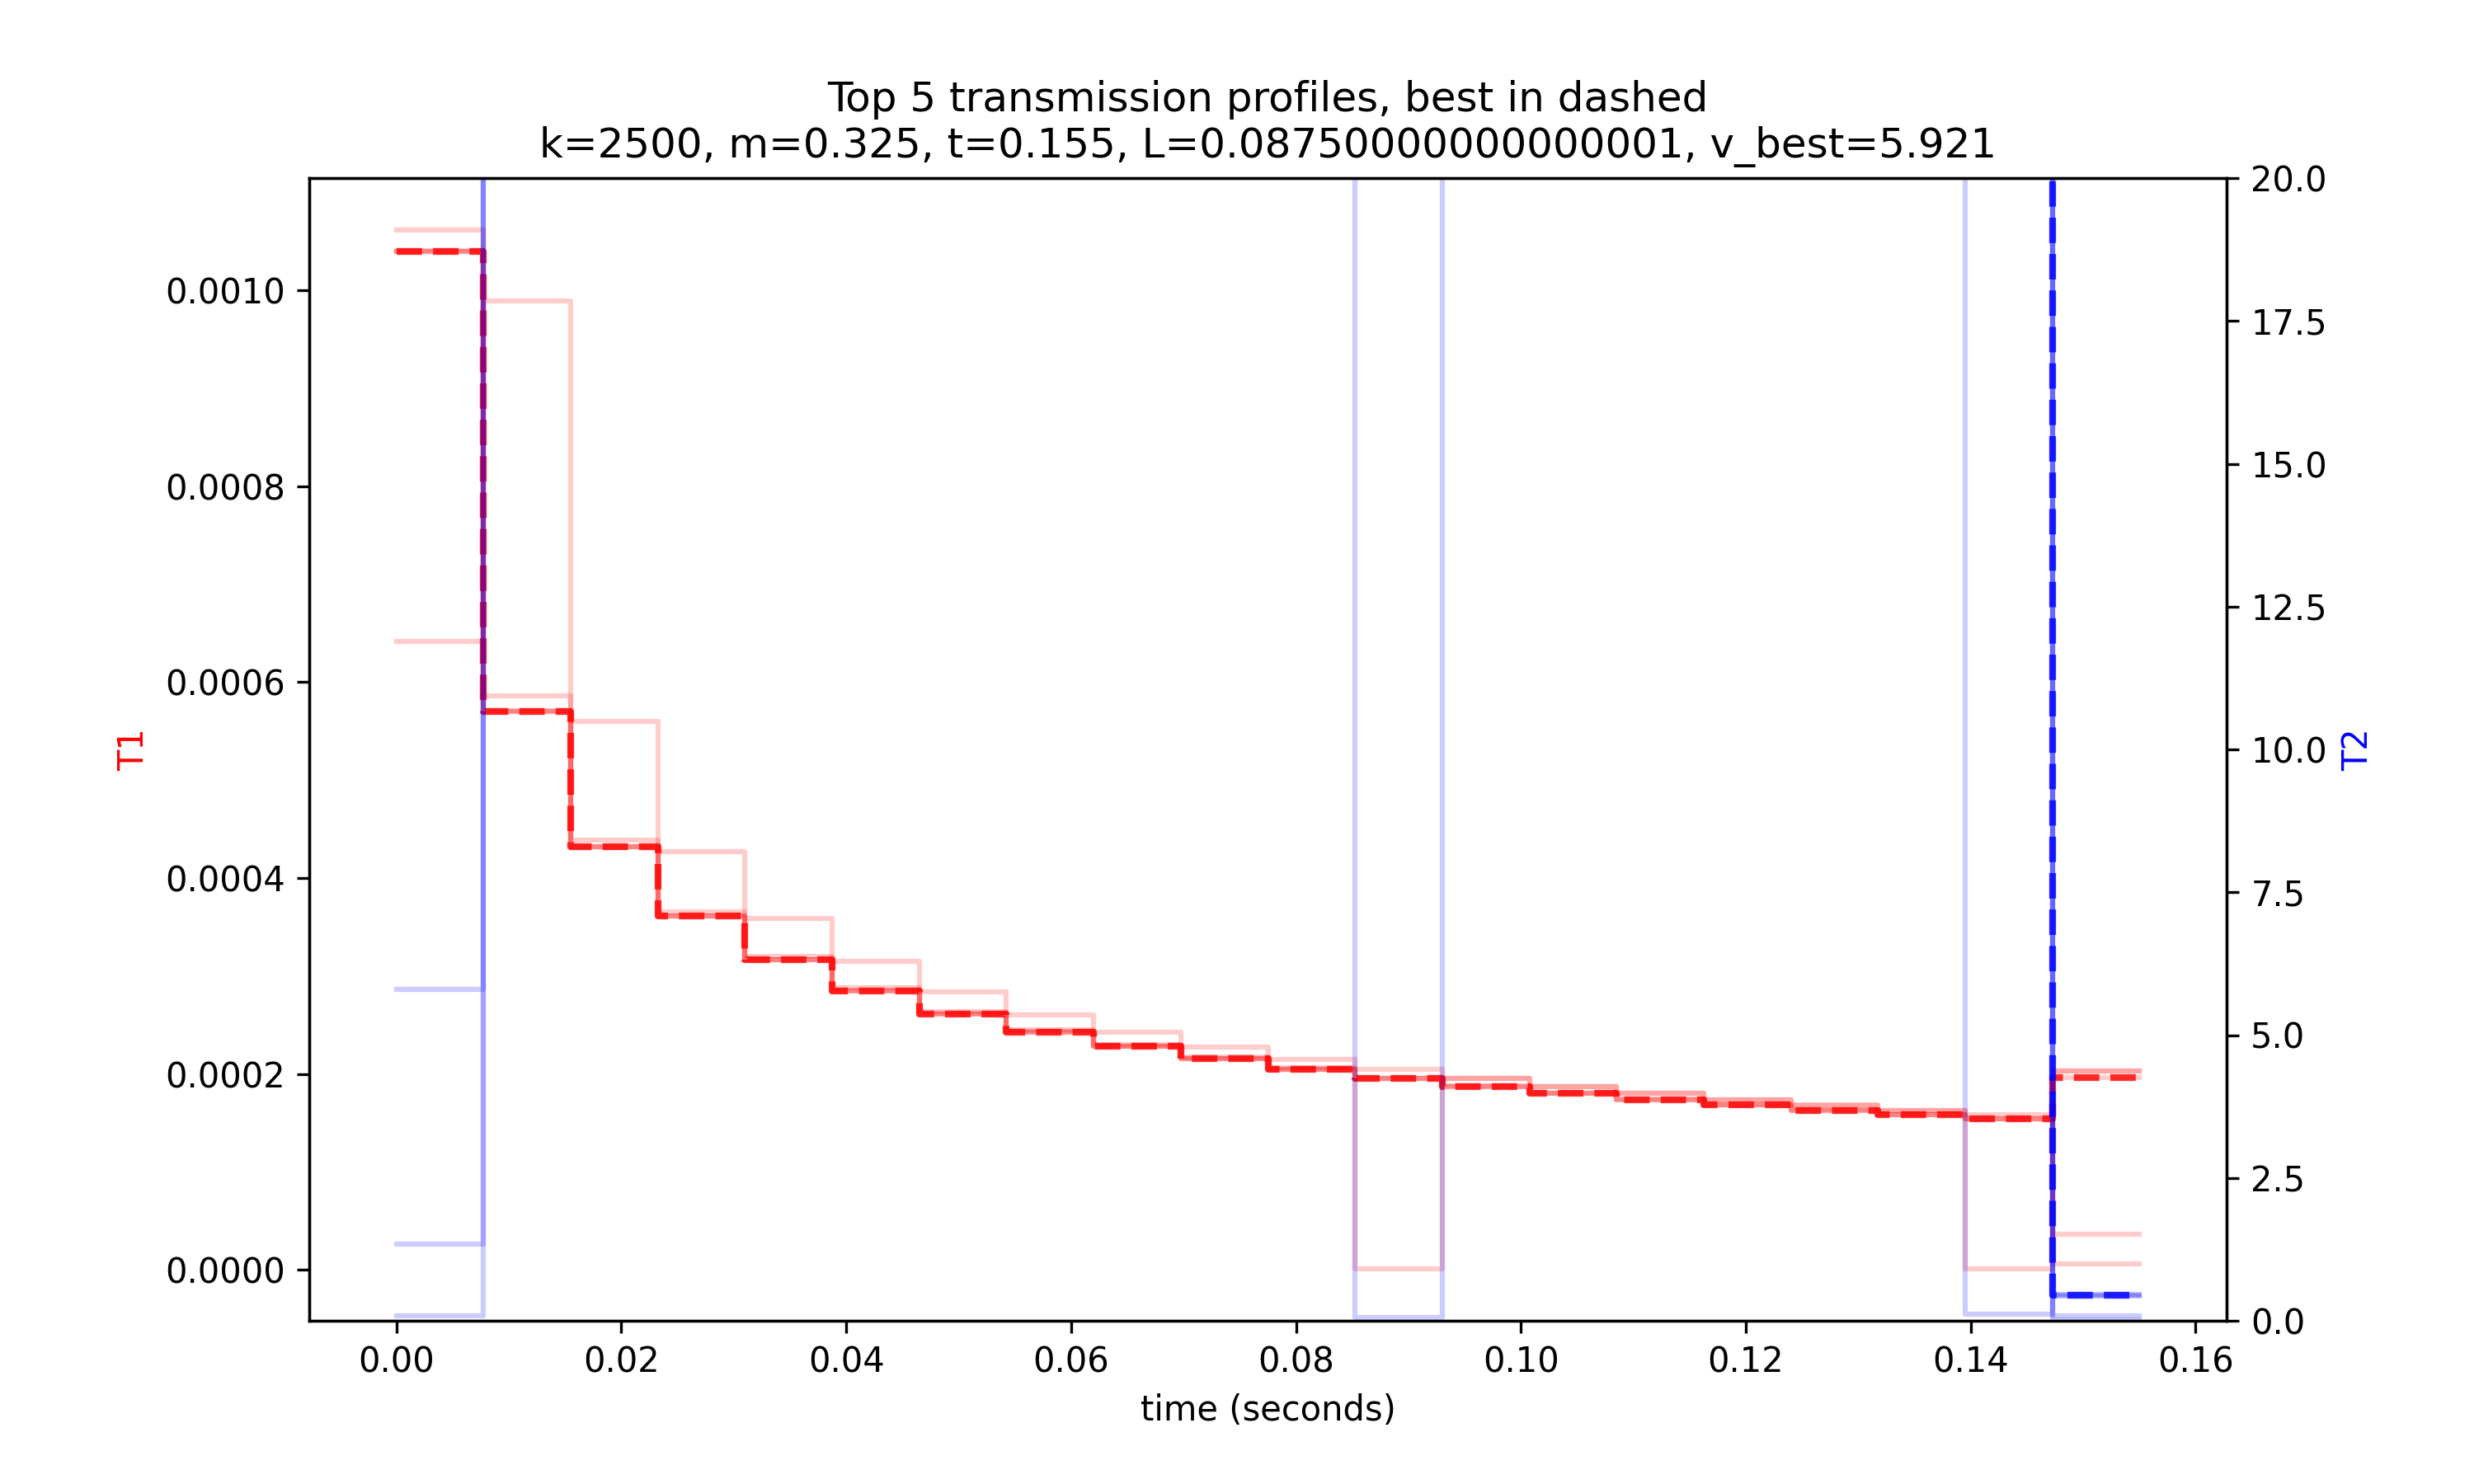 Top 5 transmission profiles, best in dashed
k=2500, m=0.325, t=0.155, L=0.08750000000000001, v_best=5.921
0.0010
0.0008
0.0006
0.0004
0.0002
0.0000
T1
20.0
17.5
15.0
12.5
10.0
7.5
5.0
2.5
0.0
T2
0.00 0.02 0.04 0.06 0.08 0.10 0.12 0.14 0.16
time (seconds)